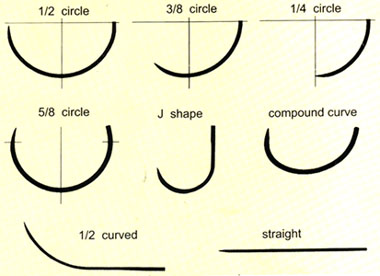 1/2 circle
3/8 circle
1/4 circle
5/8 circle
J shape
compound curve
1/2 curved
straight